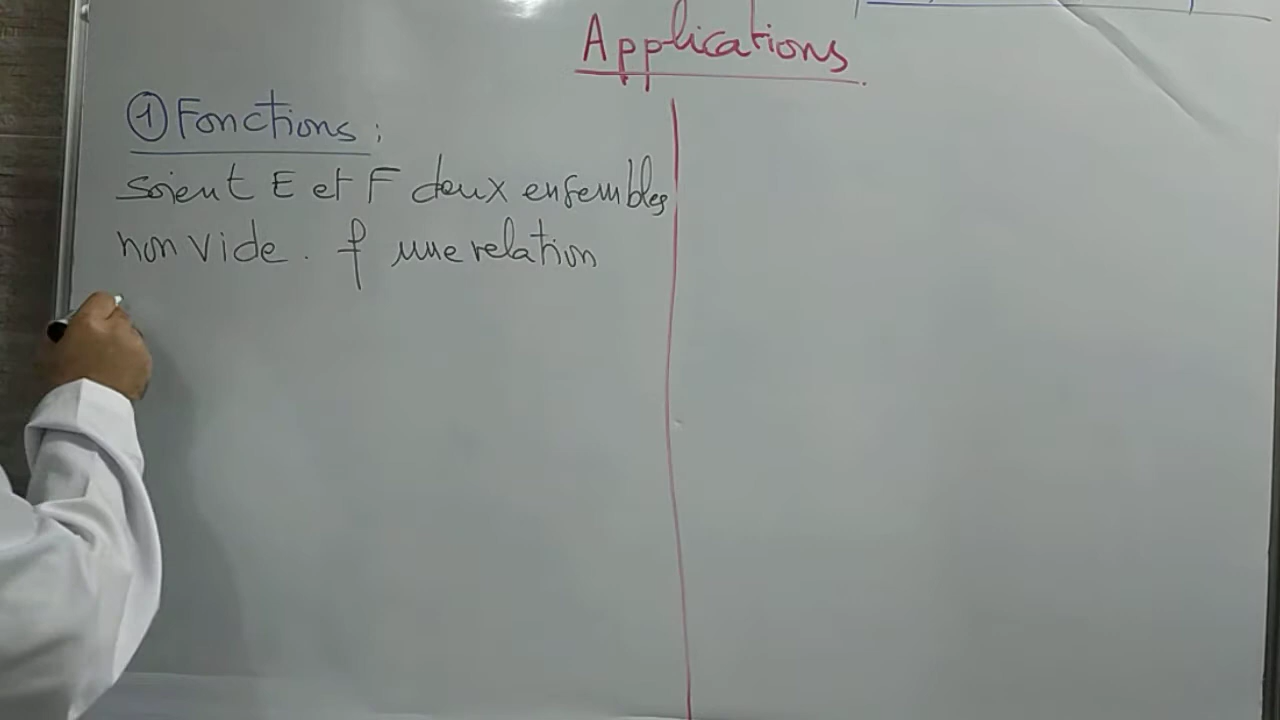 Applications
① Fonctions :
soient E et F deux ensembles
non vide . f une relation